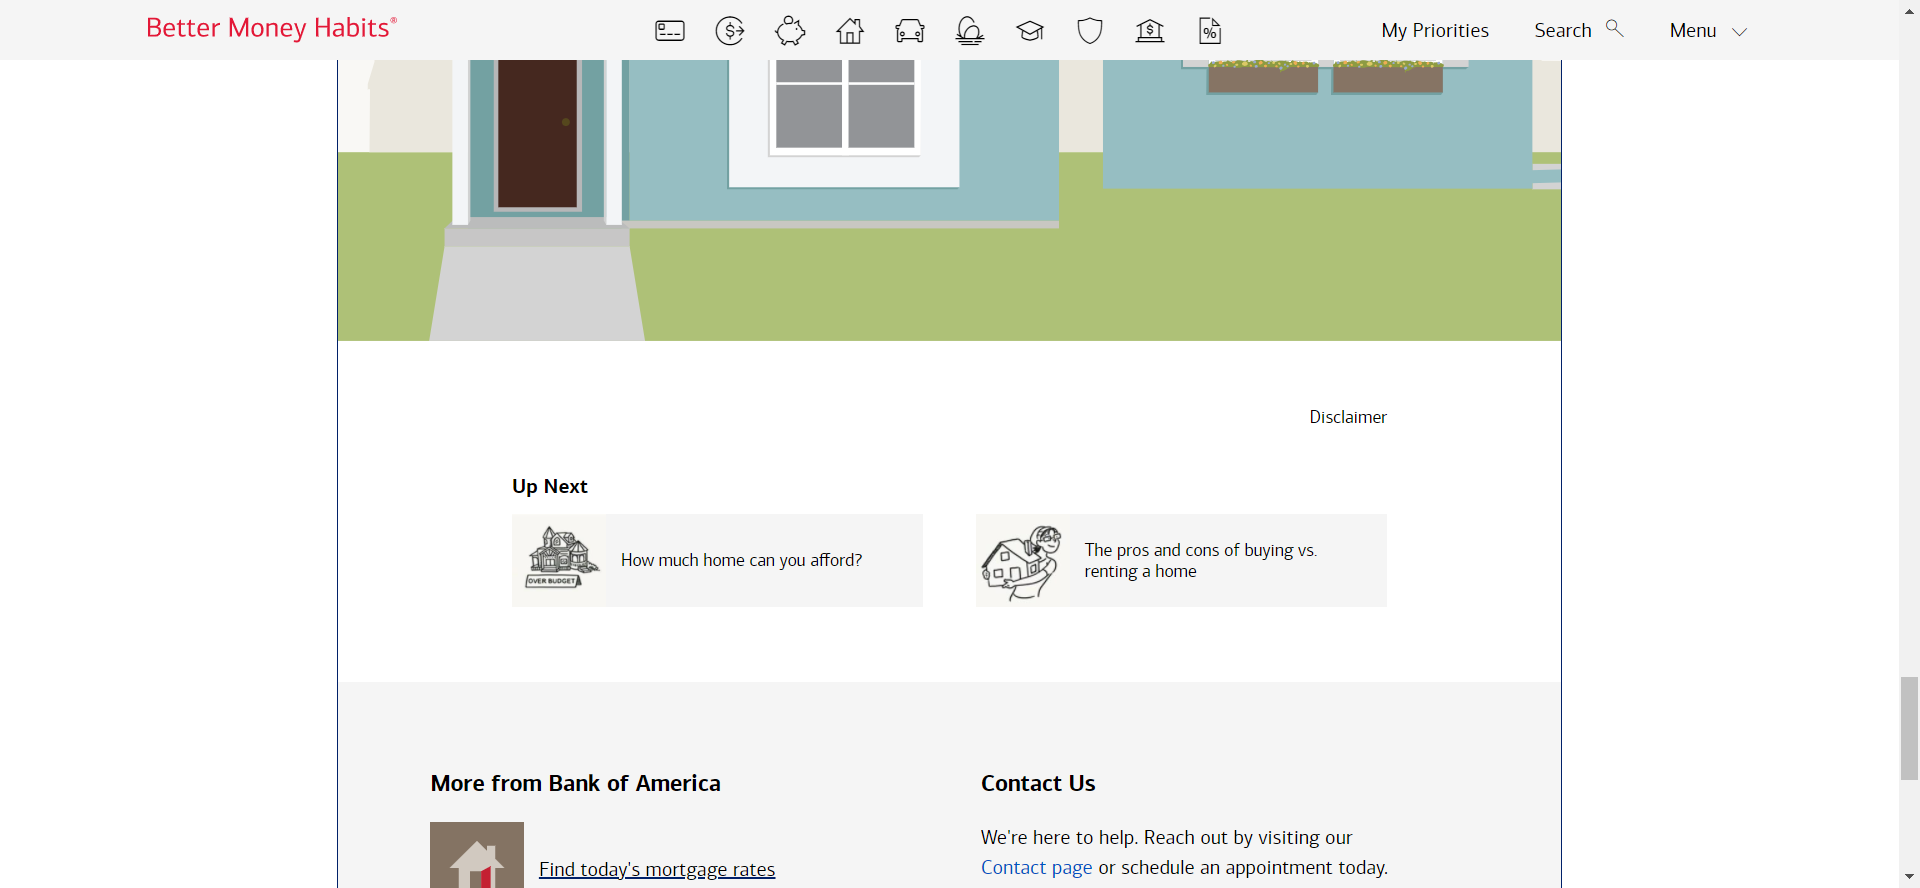 Better Money Habits®
My Priorities
Search
Menu
Disclaimer
Up Next
OVER BUDGET
How much home can you afford?
The pros and cons of buying vs.
renting a home
More from Bank of America
Find today's mortgage rates
Contact Us
We're here to help. Reach out by visiting our
Contact page or schedule an appointment today.